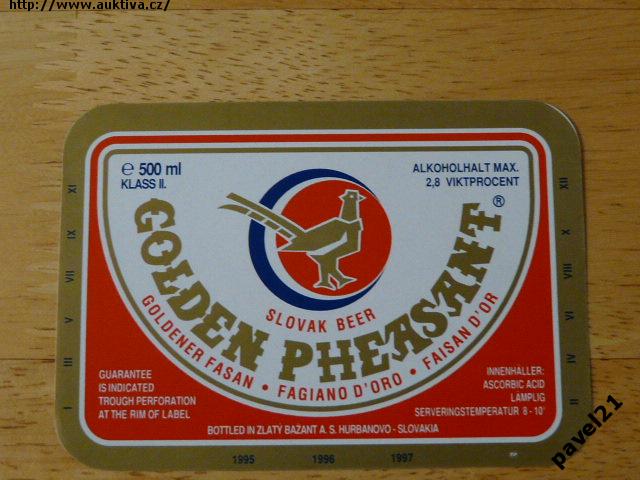 http://www.auktiva.cz/
e 500 ml
KLASS II.
ALKOHOLHALT MAX.
2,8 VIKTPROCENT
GOLDEN PHEASANT®
SLOVAK BEER
GOLDENER FASAN • FAGIANO D'ORO • FAISAN D'OR
GUARANTEE
IS INDICATED
TROUGH PERFORATION
AT THE RIM OF LABEL
INNEHÅLLER:
ASCORBIC ACID
LAMPLIG
SERVERINGSTEMPERATUR 8 - 10'
BOTTLED IN ZLATÝ BAŽANT A. S. HURBANOVO - SLOVAKIA
I III V VII IX XI
II IV VI VIII X XII
1995 1996 1997
pavel21